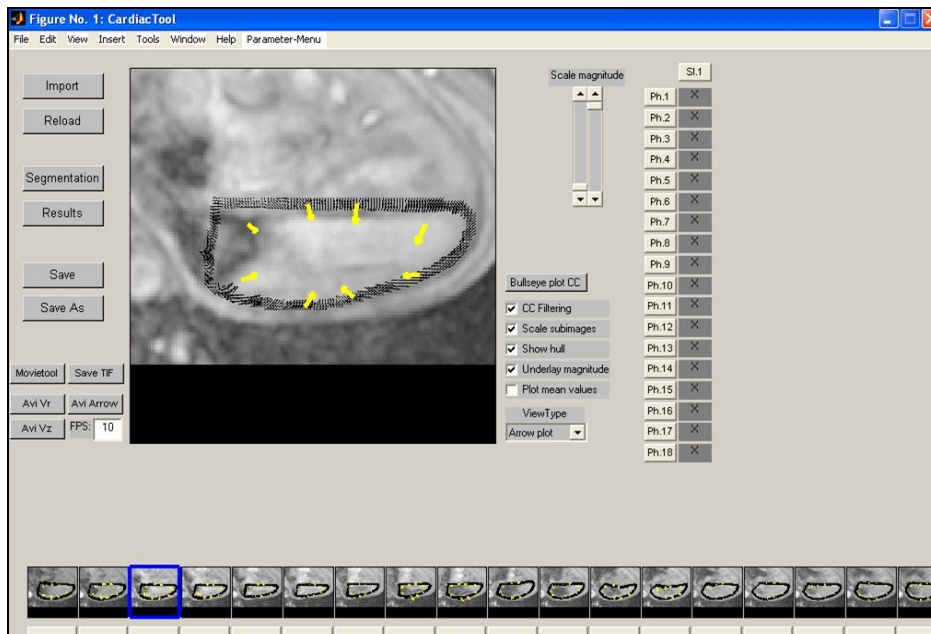 Figure No. 1: CardiacTool
File Edit View Insert Tools Window Help Parameter-Menu
Import
Reload
Segmentation
Results
Save
Save As
Movietool Save TIF
Avi Vr Avi Arrow
Avi Vz FPS: 10
Scale magnitude
Bullseye plot CC
CC Filtering
Scale subimages
Show hull
Underlay magnitude
Plot mean values
ViewType
Arrow plot
Sl.1
Ph.1 X
Ph.2 X
Ph.3 X
Ph.4 X
Ph.5 X
Ph.6 X
Ph.7 X
Ph.8 X
Ph.9 X
Ph.10 X
Ph.11 X
Ph.12 X
Ph.13 X
Ph.14 X
Ph.15 X
Ph.16 X
Ph.17 X
Ph.18 X